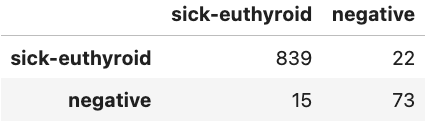 sick-euthyroid negative
sick-euthyroid 839 22
negative 15 73